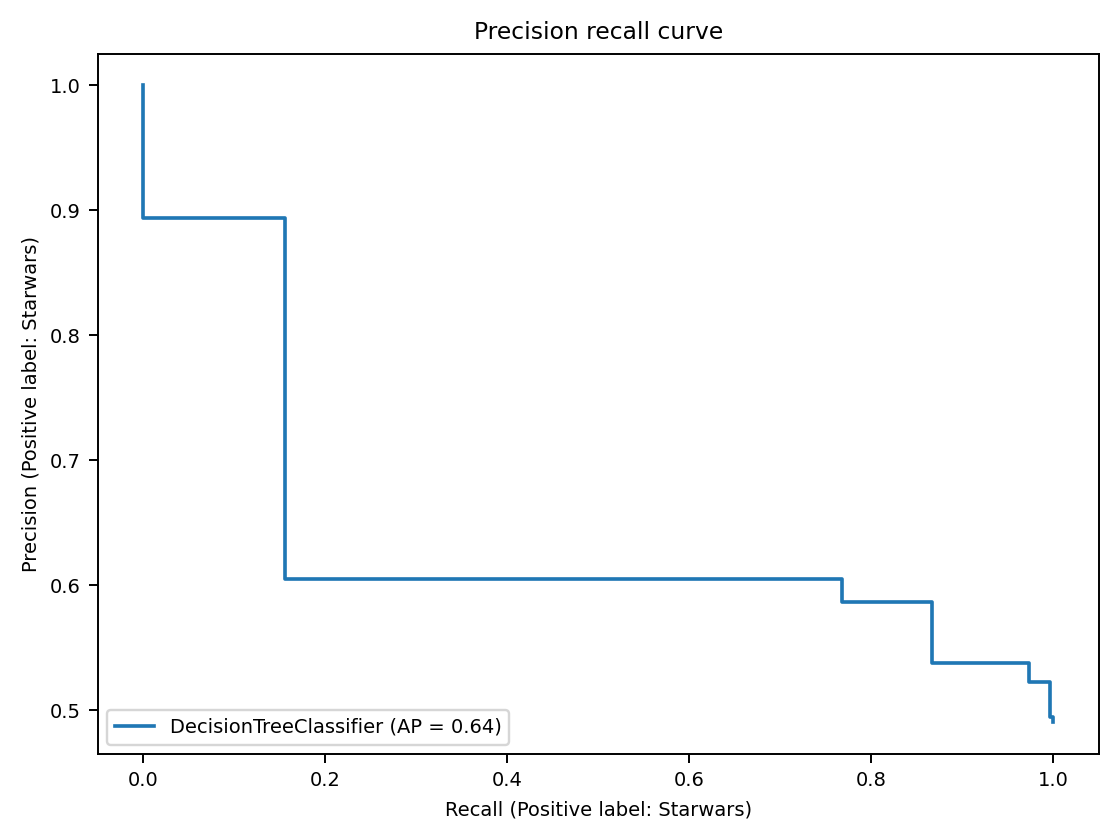 Precision recall curve
Precision (Positive label: Starwars)
1.0
0.9
0.8
0.7
0.6
0.5
DecisionTreeClassifier (AP = 0.64)
0.0 0.2 0.4 0.6 0.8 1.0
Recall (Positive label: Starwars)